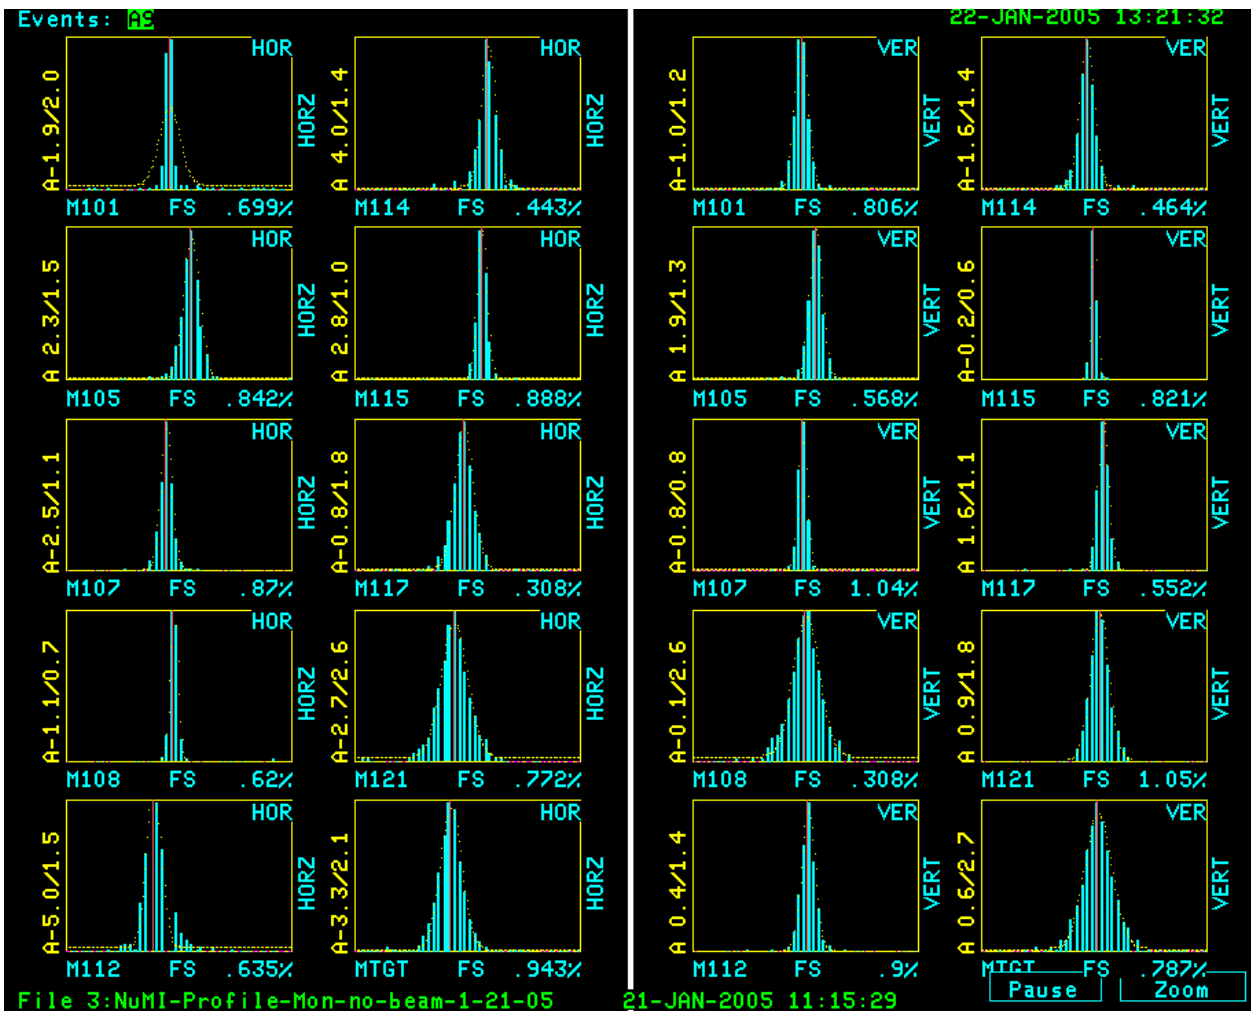 Events: A9 22-JAN-2005 13:21:32
A-1.9/2.0 HOR HORZ A 4.0/1.4 HOR HORZ A-1.0/1.2 VER VERT A-1.6/1.4 VER VERT
M101 FS .699% M114 FS .443% M101 FS .806% M114 FS .464%
A 2.3/1.5 HOR HORZ A 2.8/1.0 HOR HORZ A 1.9/1.3 VER VERT A-0.2/0.6 VER VERT
M105 FS .842% M115 FS .888% M105 FS .568% M115 FS .821%
A-2.5/1.1 HOR HORZ A-0.8/1.8 HOR HORZ A-0.8/0.8 VER VERT A 1.6/1.1 VER VERT
M107 FS .87% M117 FS .308% M107 FS 1.04% M117 FS .552%
A-1.1/0.7 HOR HORZ A-2.7/2.6 HOR HORZ A-0.1/2.6 VER VERT A 0.9/1.8 VER VERT
M108 FS .62% M121 FS .772% M108 FS .308% M121 FS 1.05%
A-5.0/1.5 HOR HORZ A-3.3/2.1 HOR HORZ A 0.4/1.4 VER VERT A 0.6/2.7 VER VERT
M112 FS .635% MTGT FS .943% M112 FS .9% MTGT FS .787%
Pause Zoom
File 3:NuMI-Profile-Mon-no-beam-1-21-05 21-JAN-2005 11:15:29